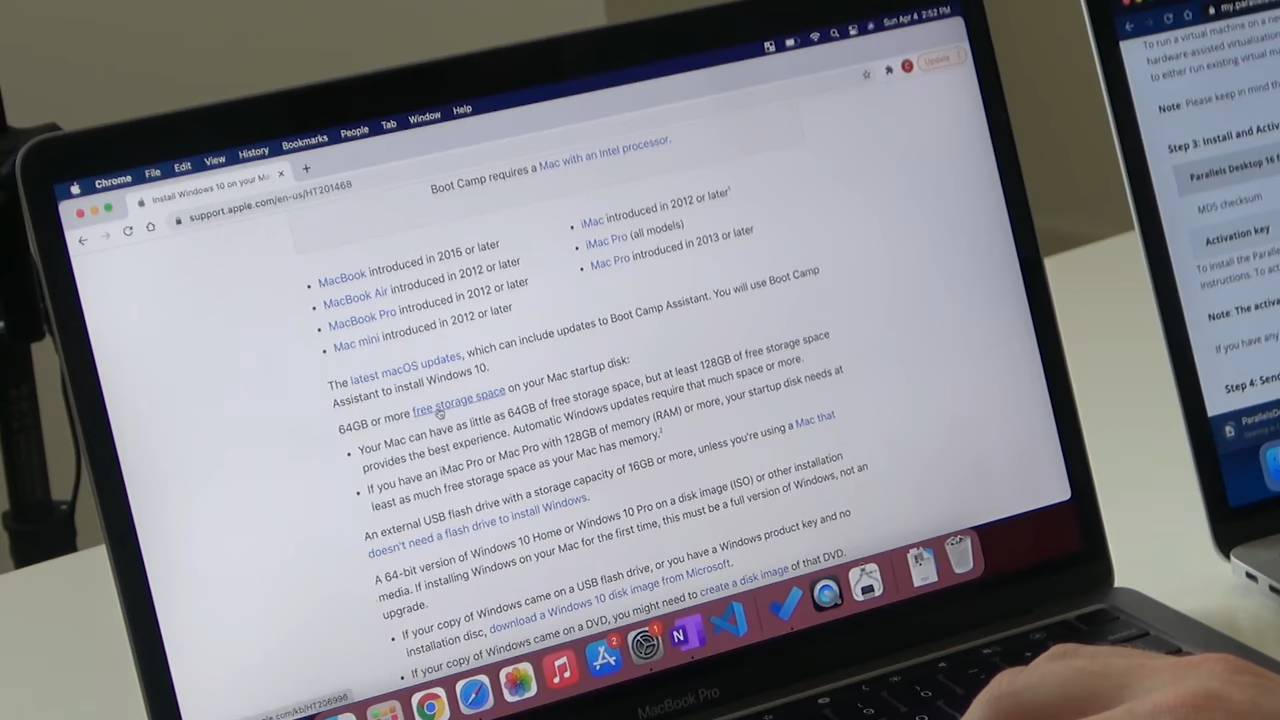 Chrome File Edit View History Bookmarks People Tab Window Help
Sun Apr 4 2:52 PM
Install Windows 10 on your Ma
support.apple.com/en-us/HT201468
Update
Boot Camp requires a Mac with an Intel processor.
MacBook introduced in 2015 or later
MacBook Air introduced in 2012 or later
MacBook Pro introduced in 2012 or later
Mac mini introduced in 2012 or later
iMac introduced in 2012 or later1
iMac Pro (all models)
Mac Pro introduced in 2013 or later
The latest macOS updates, which can include updates to Boot Camp Assistant. You will use Boot Camp
Assistant to install Windows 10.
64GB or more free storage space on your Mac startup disk:
Your Mac can have as little as 64GB of free storage space, but at least 128GB of free storage space
provides the best experience. Automatic Windows updates require that much space or more.
If you have an iMac Pro or Mac Pro with 128GB of memory (RAM) or more, your startup disk needs at
least as much free storage space as your Mac has memory.2
An external USB flash drive with a storage capacity of 16GB or more, unless you're using a Mac that
doesn't need a flash drive to install Windows.
A 64-bit version of Windows 10 Home or Windows 10 Pro on a disk image (ISO) or other installation
media. If installing Windows on your Mac for the first time, this must be a full version of Windows, not an
upgrade.
If your copy of Windows came on a USB flash drive, or you have a Windows product key and no
installation disc, download a Windows 10 disk image from Microsoft.
If your copy of Windows came on a DVD, you might need to create a disk image of that DVD.
ple.com/kb/HT206996
2
1
N
MacBook Pro
my.parallels
To run a virtual machine on a ne
hardware-assisted virtualization
to either run existing virtual m
Note: Please keep in mind th
Step 3: Install and Activ
Parallels Desktop 16 f
MD5 checksum
Activation key
To install the Paralle
instructions. To ac
Note: The activa
If you have any
Step 4: Send
ParallelsDe